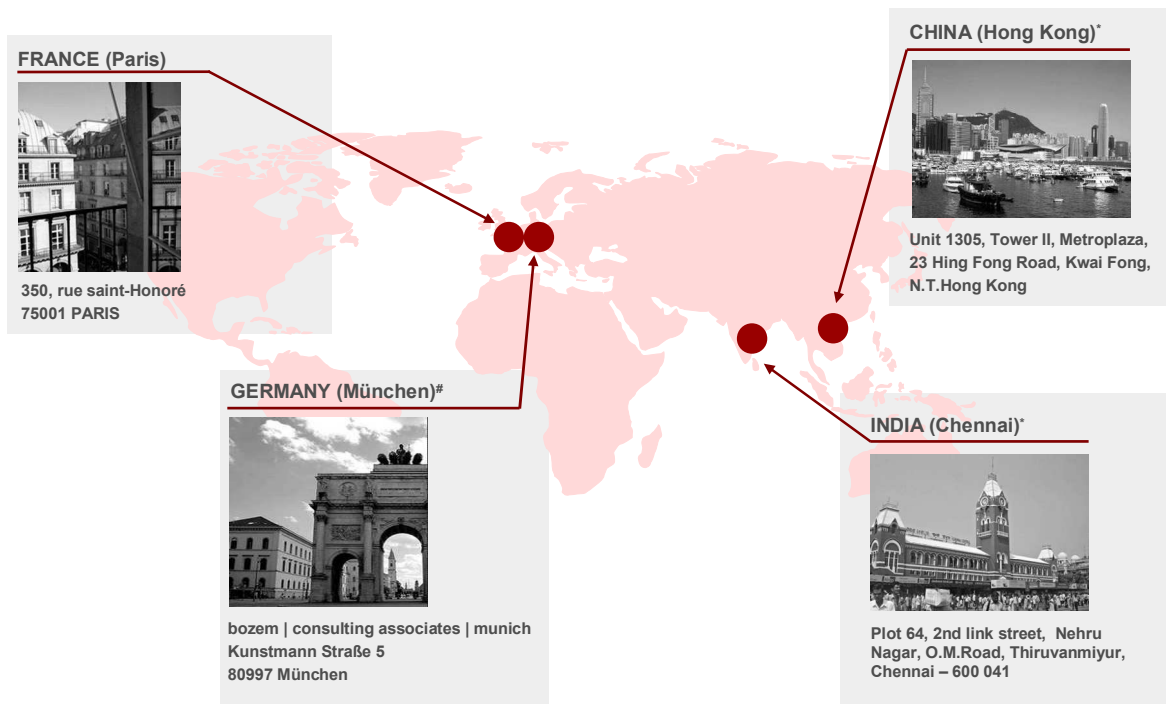 FRANCE (Paris)
350, rue saint-Honoré
75001 PARIS
CHINA (Hong Kong)*
Unit 1305, Tower II, Metroplaza,
23 Hing Fong Road, Kwai Fong,
N.T.Hong Kong
GERMANY (München)#
bozem | consulting associates | munich
Kunstmann Straße 5
80997 München
INDIA (Chennai)*
Plot 64, 2nd link street, Nehru
Nagar, O.M.Road, Thiruvanmiyur,
Chennai – 600 041